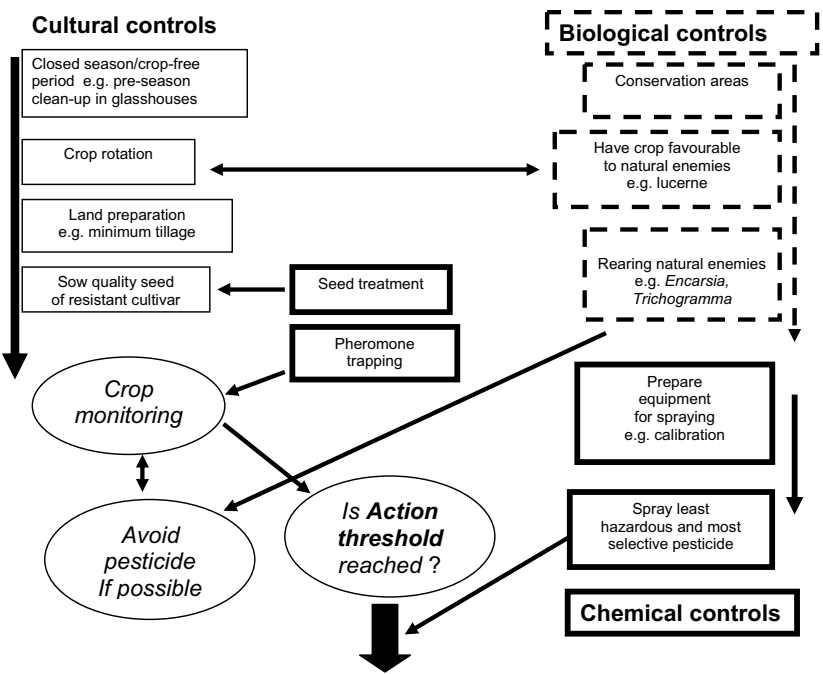 Cultural controls
Closed season/crop-free
period e.g. pre-season
clean-up in glasshouses
Crop rotation
Land preparation
e.g. minimum tillage
Sow quality seed
of resistant cultivar
Seed treatment
Pheromone
trapping
Crop
monitoring
Avoid
pesticide
If possible
Is Action
threshold
reached ?
Biological controls
Conservation areas
Have crop favourable
to natural enemies
e.g. lucerne
Rearing natural enemies
e.g. Encarsia,
Trichogramma
Prepare
equipment
for spraying
e.g. calibration
Spray least
hazardous and most
selective pesticide
Chemical controls